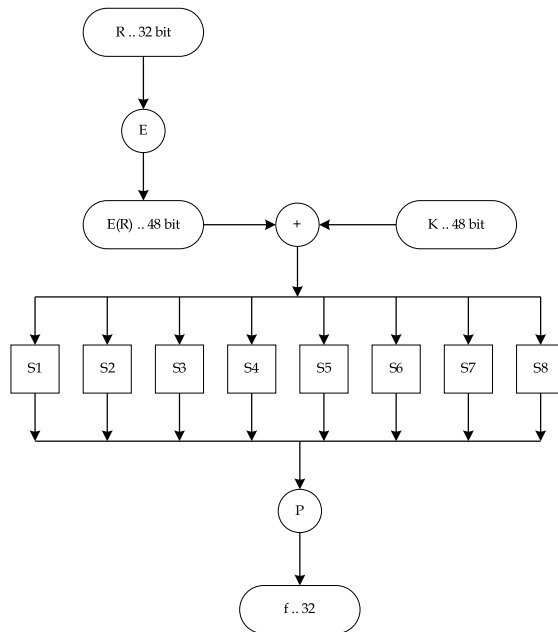 R .. 32 bit
E
E(R) .. 48 bit
+
K .. 48 bit
S1
S2
S3
S4
S5
S6
S7
S8
P
f .. 32